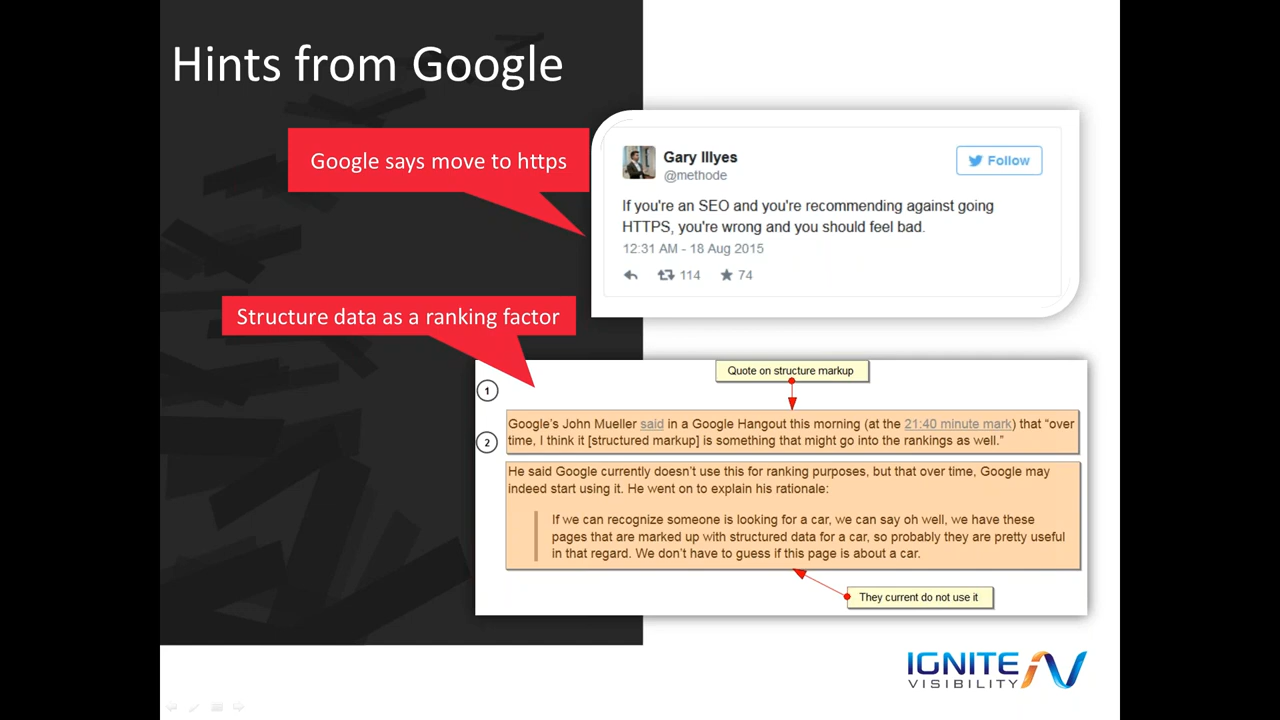 Hints from Google
Google says move to https
Gary Illyes
@methode
Follow
If you're an SEO and you're recommending against going
HTTPS, you're wrong and you should feel bad.
12:31 AM - 18 Aug 2015
114
74
Structure data as a ranking factor
Quote on structure markup
1
Google's John Mueller said in a Google Hangout this morning (at the 21:40 minute mark) that “over
time, I think it [structured markup] is something that might go into the rankings as well.”
2
He said Google currently doesn't use this for ranking purposes, but that over time, Google may
indeed start using it. He went on to explain his rationale:
If we can recognize someone is looking for a car, we can say oh well, we have these
pages that are marked up with structured data for a car, so probably they are pretty useful
in that regard. We don't have to guess if this page is about a car.
They current do not use it
IGNITE
VISIBILITY